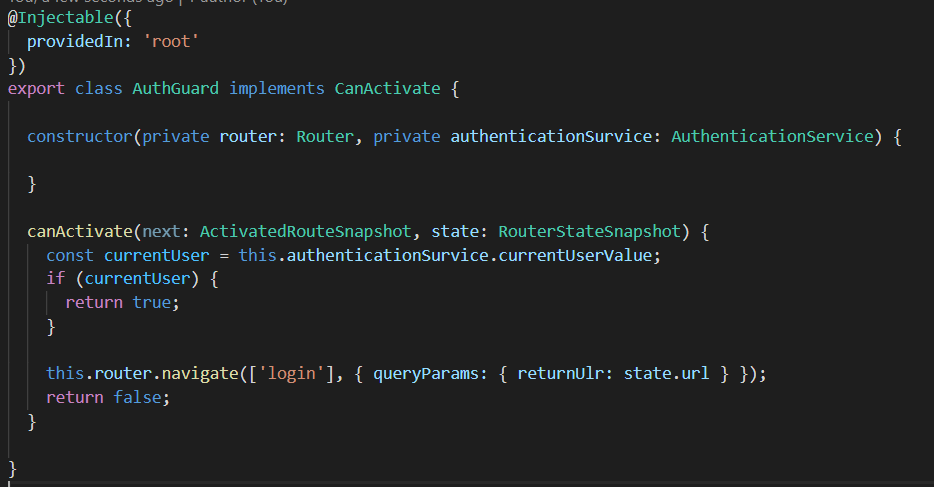 You, a few seconds ago | 1 author (You)
@Injectable({
  providedIn: 'root'
})
export class AuthGuard implements CanActivate {

  constructor(private router: Router, private authenticationSurvice: AuthenticationService) {

  }

  canActivate(next: ActivatedRouteSnapshot, state: RouterStateSnapshot) {
    const currentUser = this.authenticationSurvice.currentUserValue;
    if (currentUser) {
      return true;
    }

    this.router.navigate(['login'], { queryParams: { returnUlr: state.url } });
    return false;
  }

}